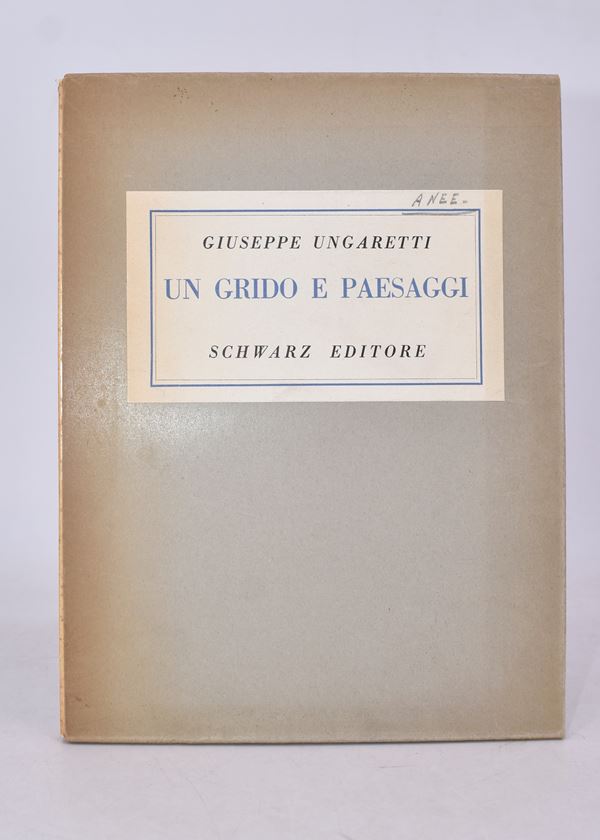 ANEE.
GIUSEPPE UNGARETTI
UN GRIDO E PAESAGGI
SCHWARZ EDITORE